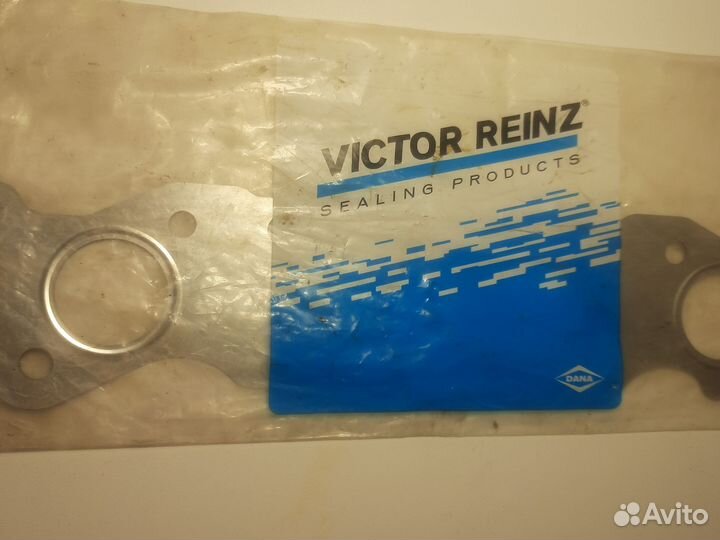 VICTOR REINZ®
SEALING PRODUCTS
DANA
Avito